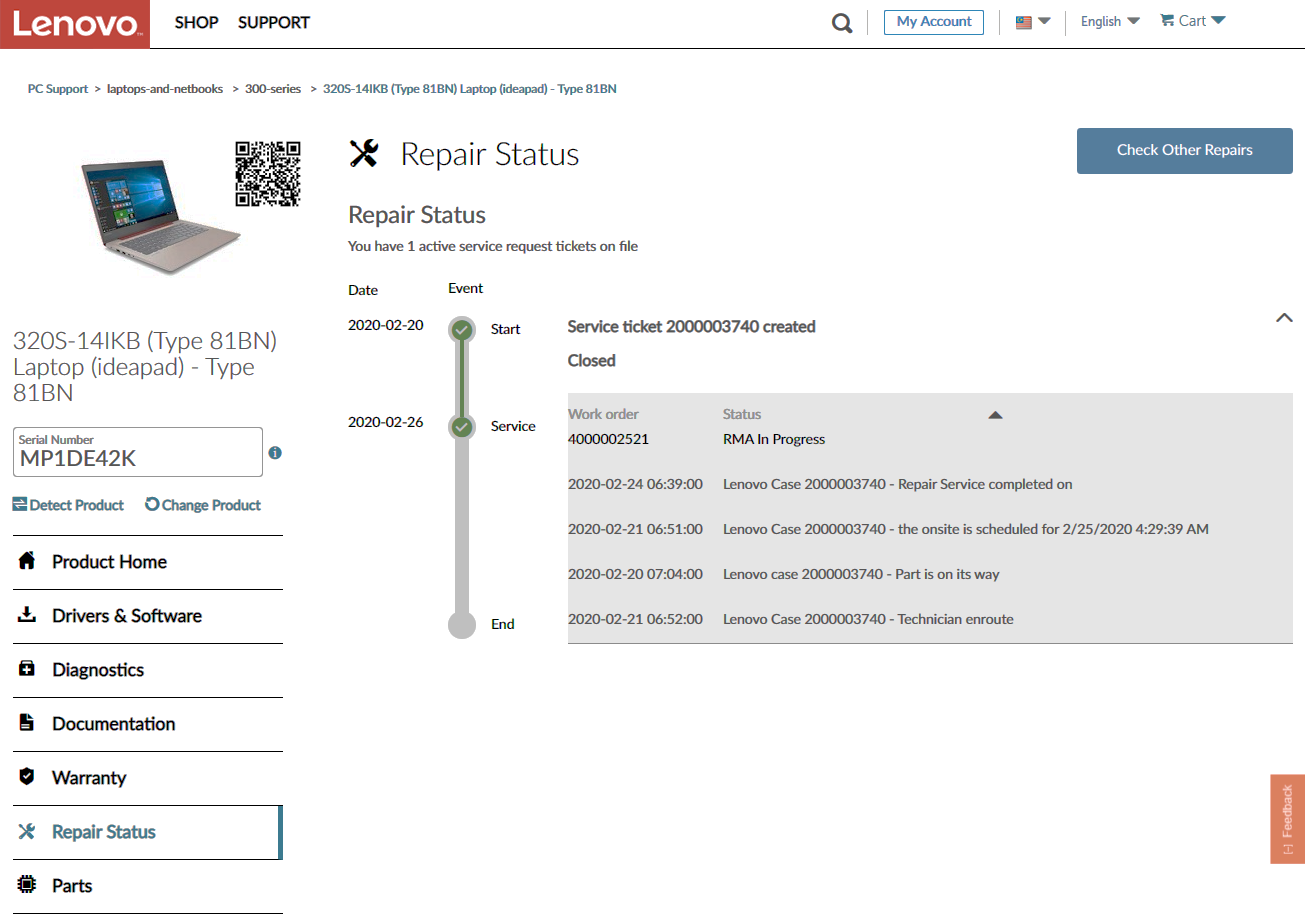 Lenovo™
SHOP SUPPORT
My Account
English
Cart
PC Support > laptops-and-netbooks > 300-series > 320S-14IKB (Type 81BN) Laptop (ideapad) - Type 81BN
Repair Status
Check Other Repairs
Repair Status
You have 1 active service request tickets on file
Date Event
2020-02-20 Start Service ticket 2000003740 created
Closed
2020-02-26 Service
Work order Status
4000002521 RMA In Progress
2020-02-24 06:39:00 Lenovo Case 2000003740 - Repair Service completed on
2020-02-21 06:51:00 Lenovo Case 2000003740 - the onsite is scheduled for 2/25/2020 4:29:39 AM
2020-02-20 07:04:00 Lenovo case 2000003740 - Part is on its way
2020-02-21 06:52:00 Lenovo Case 2000003740 - Technician enroute
End
320S-14IKB (Type 81BN)
Laptop (ideapad) - Type
81BN
Serial Number
MP1DE42K
Detect Product Change Product
Product Home
Drivers & Software
Diagnostics
Documentation
Warranty
Repair Status
Parts
[-] Feedback